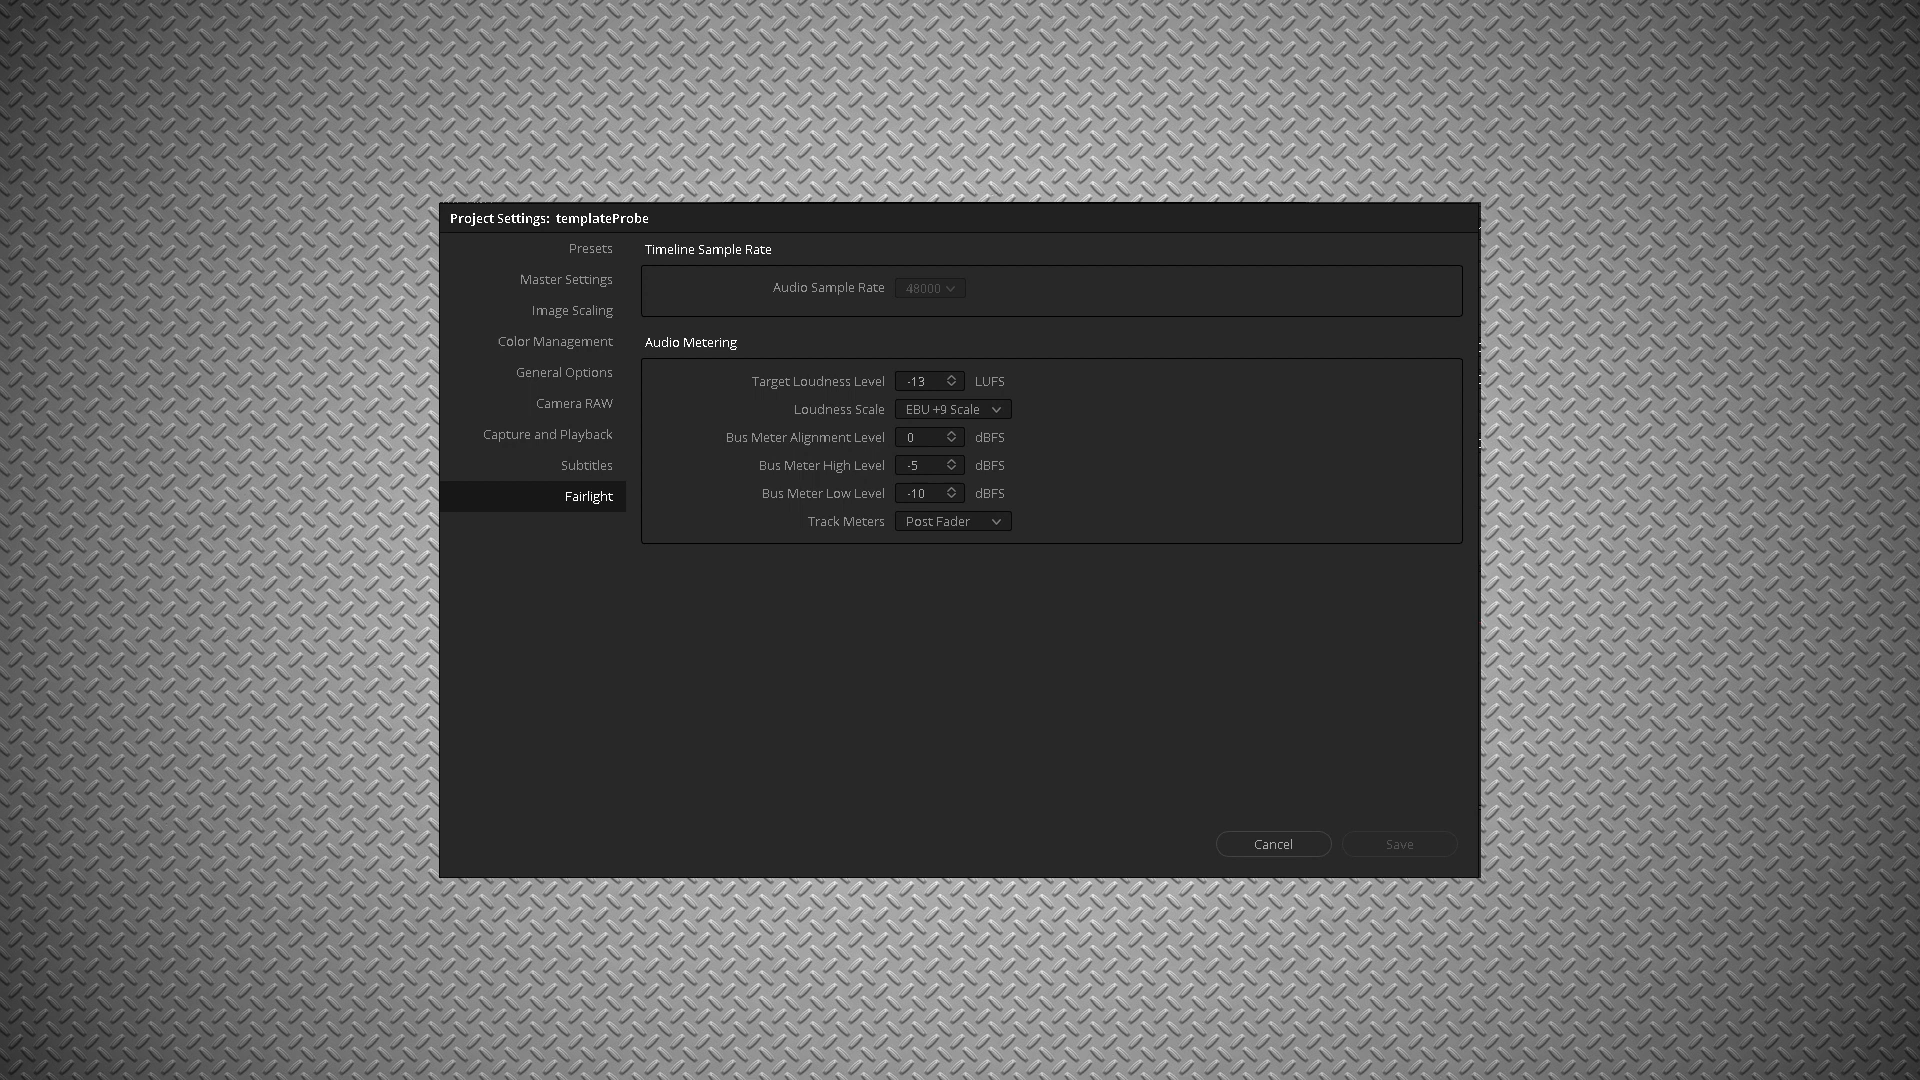 Project Settings: templateProbe
Presets
Master Settings
Image Scaling
Color Management
General Options
Camera RAW
Capture and Playback
Subtitles
Fairlight
Timeline Sample Rate
Audio Sample Rate 48000
Audio Metering
Target Loudness Level -13 LUFS
Loudness Scale EBU +9 Scale
Bus Meter Alignment Level 0 dBFS
Bus Meter High Level -5 dBFS
Bus Meter Low Level -10 dBFS
Track Meters Post Fader
Cancel Save